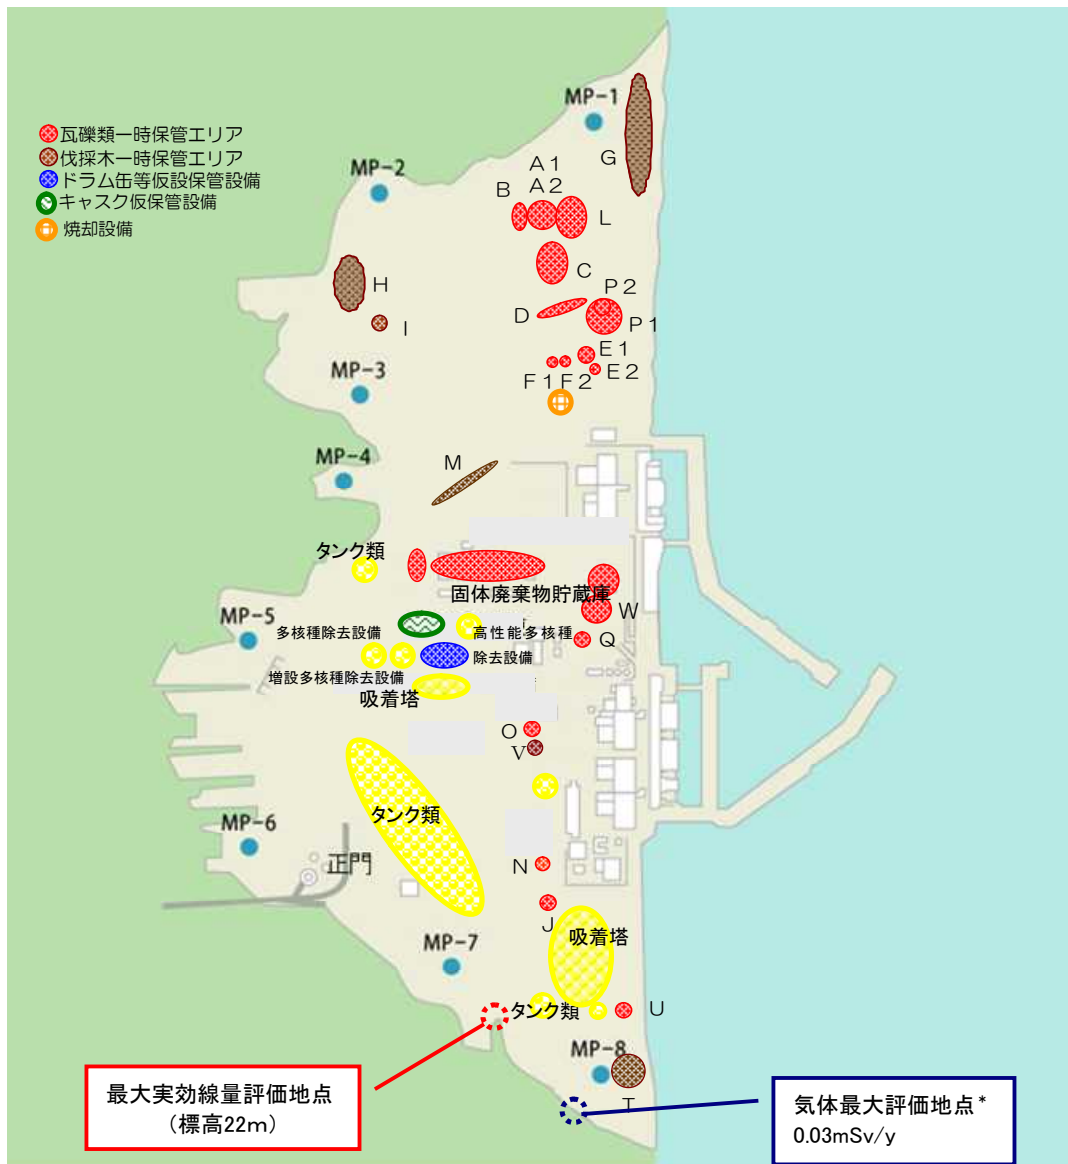 MP-1
瓦礫類一時保管エリア
伐採木一時保管エリア
ドラム缶等仮設保管設備
キャスク仮保管設備
焼却設備
G
MP-2
A1
A2
B
L
C
H
I
P2
D
P1
E1
E2
F1 F2
MP-3
MP-4
M
タンク類
固体廃棄物貯蔵庫
W
MP-5
多核種除去設備
高性能多核種
除去設備
Q
増設多核種除去設備
吸着塔
O
V
タンク類
MP-6
正門
N
J
吸着塔
MP-7
タンク類
U
MP-8
T
最大実効線量評価地点
(標高22m)
気体最大評価地点*
0.03mSv/y